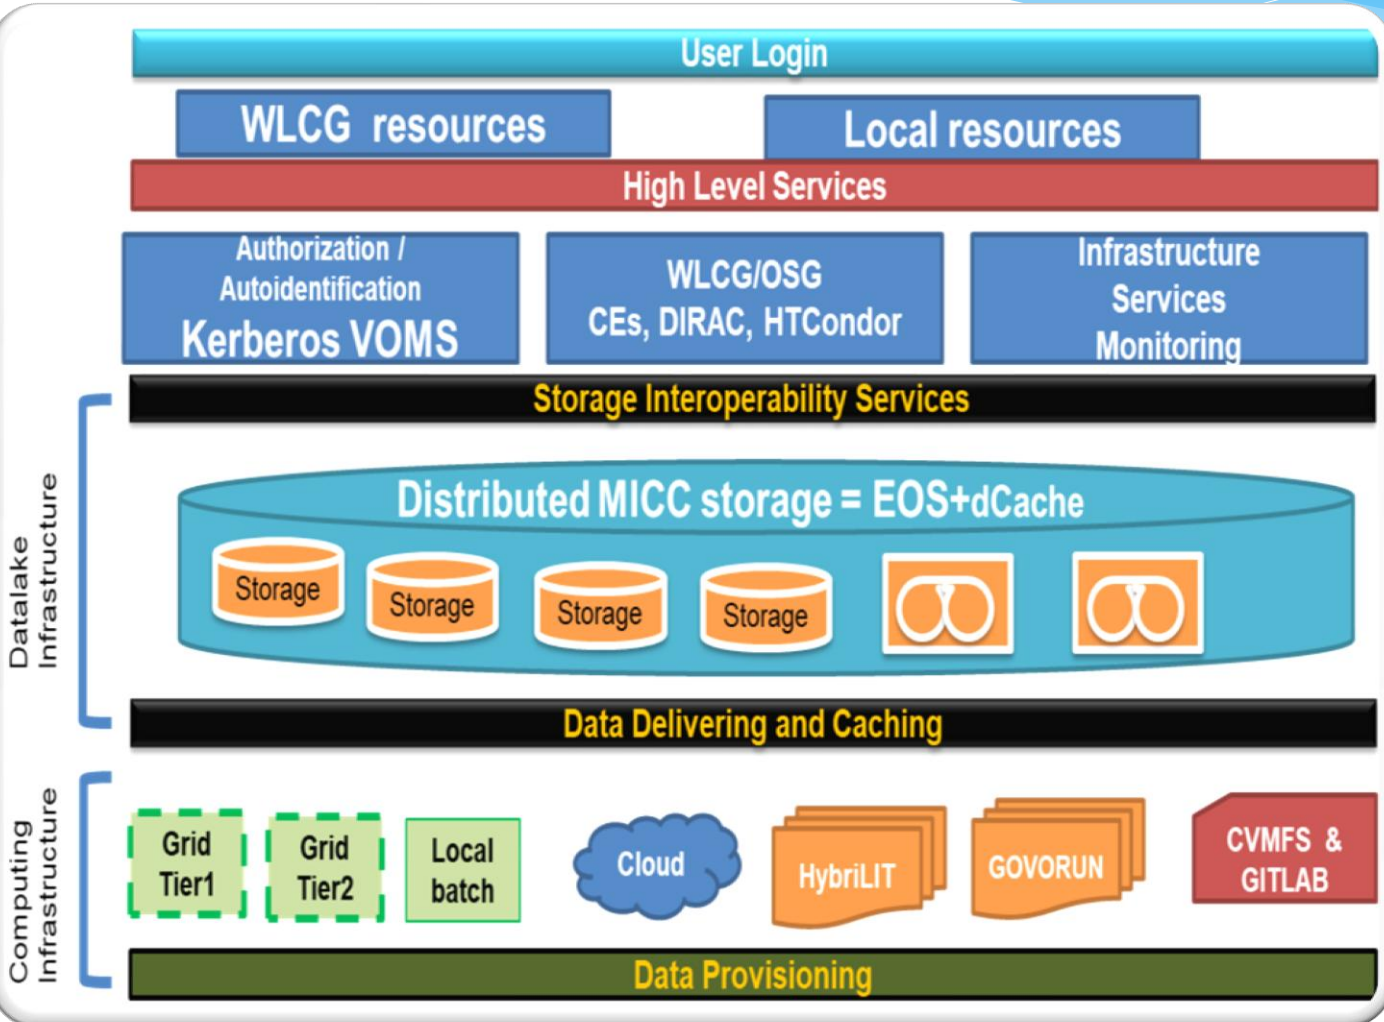 User Login
WLCG resources
Local resources
High Level Services
Authorization /
Autoidentification
Kerberos VOMS
WLCG/OSG
CEs, DIRAC, HTCondor
Infrastructure
Services
Monitoring
Storage Interoperability Services
Datalake
Infrastructure
Distributed MICC storage = EOS+dCache
Storage
Storage
Storage
Storage
Data Delivering and Caching
Computing
Infrastructure
Grid
Tier1
Grid
Tier2
Local
batch
Cloud
HybriLIT
GOVORUN
CVMFS &
GITLAB
Data Provisioning